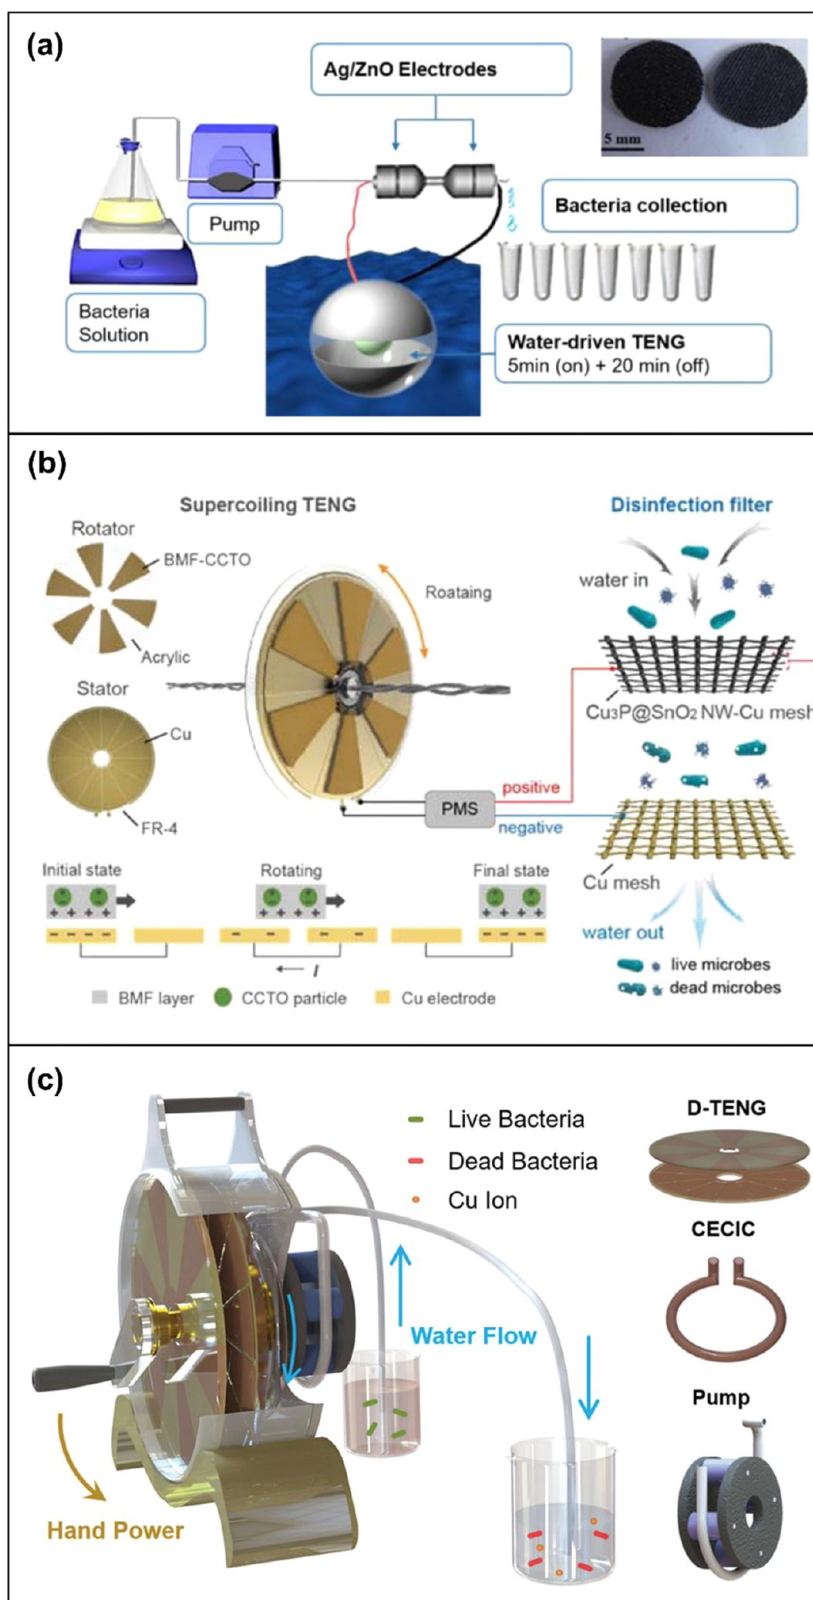 (a)
Ag/ZnO Electrodes
5 mm
Pump
Bacteria collection
Bacteria
Solution
Water-driven TENG
5min (on) + 20 min (off)
(b)
Supercoiling TENG
Disinfection filter
Rotator
BMF-CCTO
Roataing
water in
Acrylic
Stator
Cu
Cu₃P@SnO₂ NW-Cu mesh
positive
PMS
negative
FR-4
Initial state
Rotating
Final state
Cu mesh
+ + + +
+ + + +
+ + + +
water out
I
live microbes
dead microbes
BMF layer
CCTO particle
Cu electrode
(c)
Live Bacteria
Dead Bacteria
Cu Ion
D-TENG
CECIC
Water Flow
Pump
Hand Power